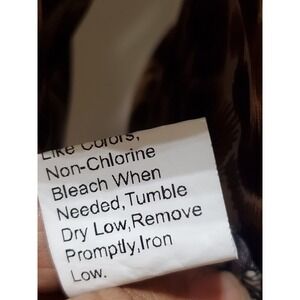 Like Colors,
Non-Chlorine
Bleach When
Needed,Tumble
Dry Low,Remove
Promptly,Iron
Low.